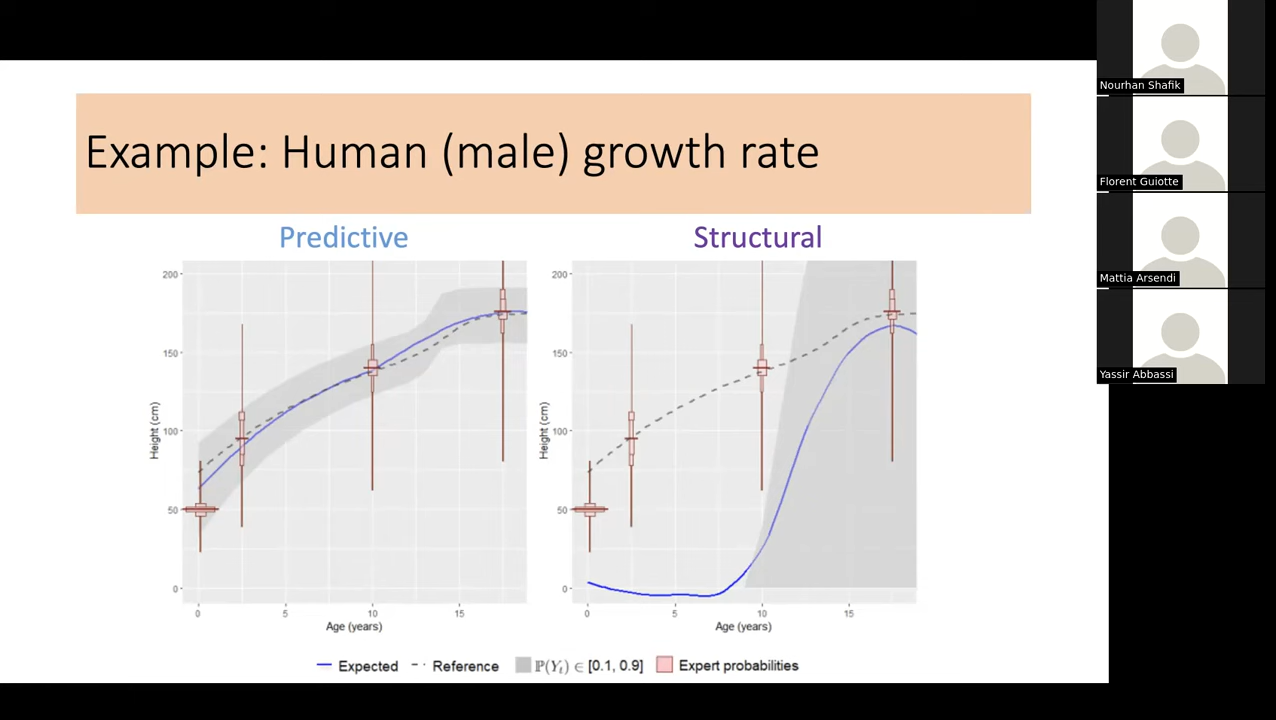 Example: Human (male) growth rate
Predictive
Structural
200
150
100
50
0
Height (cm)
0 5 10 15
Age (years)
200
150
100
50
0
Height (cm)
0 5 10 15
Age (years)
Expected Reference ℙ(Yₜ) ∈ [0.1, 0.9] Expert probabilities
Nourhan Shafik
Florent Guiotte
Mattia Arsendi
Yassir Abbassi